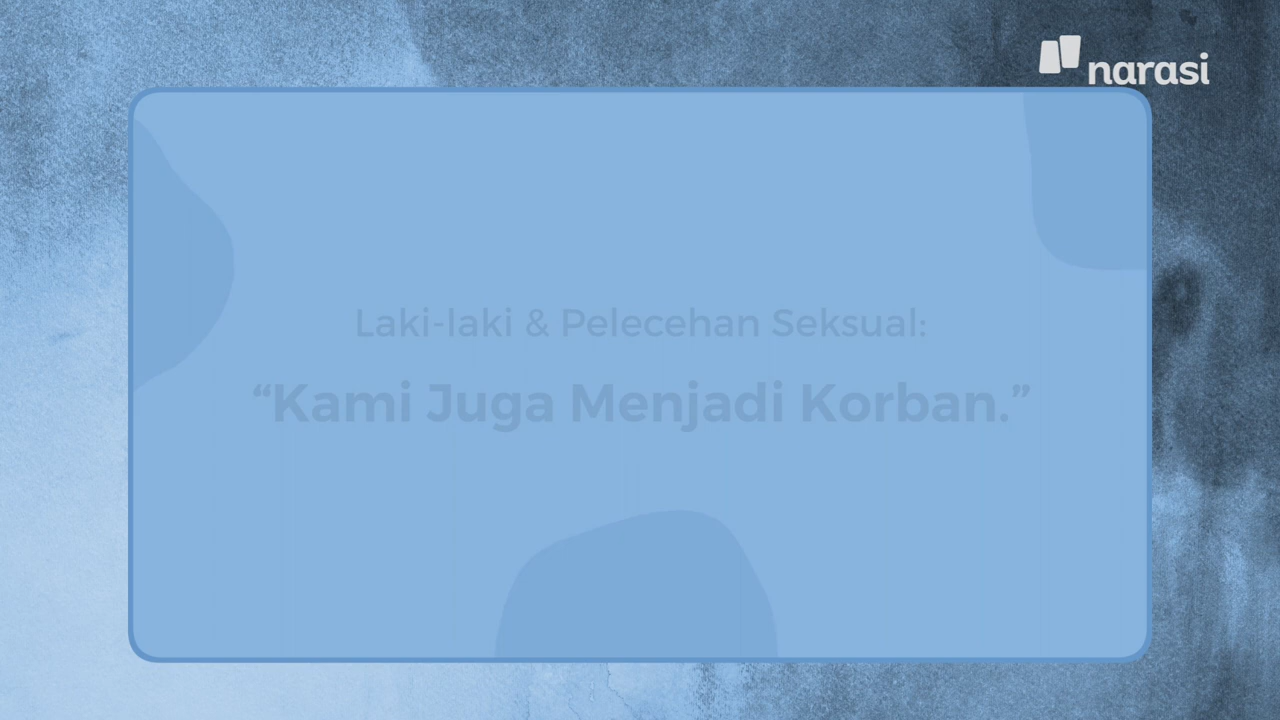 narasi
Laki-laki & Pelecehan Seksual:
“Kami Juga Menjadi Korban.”